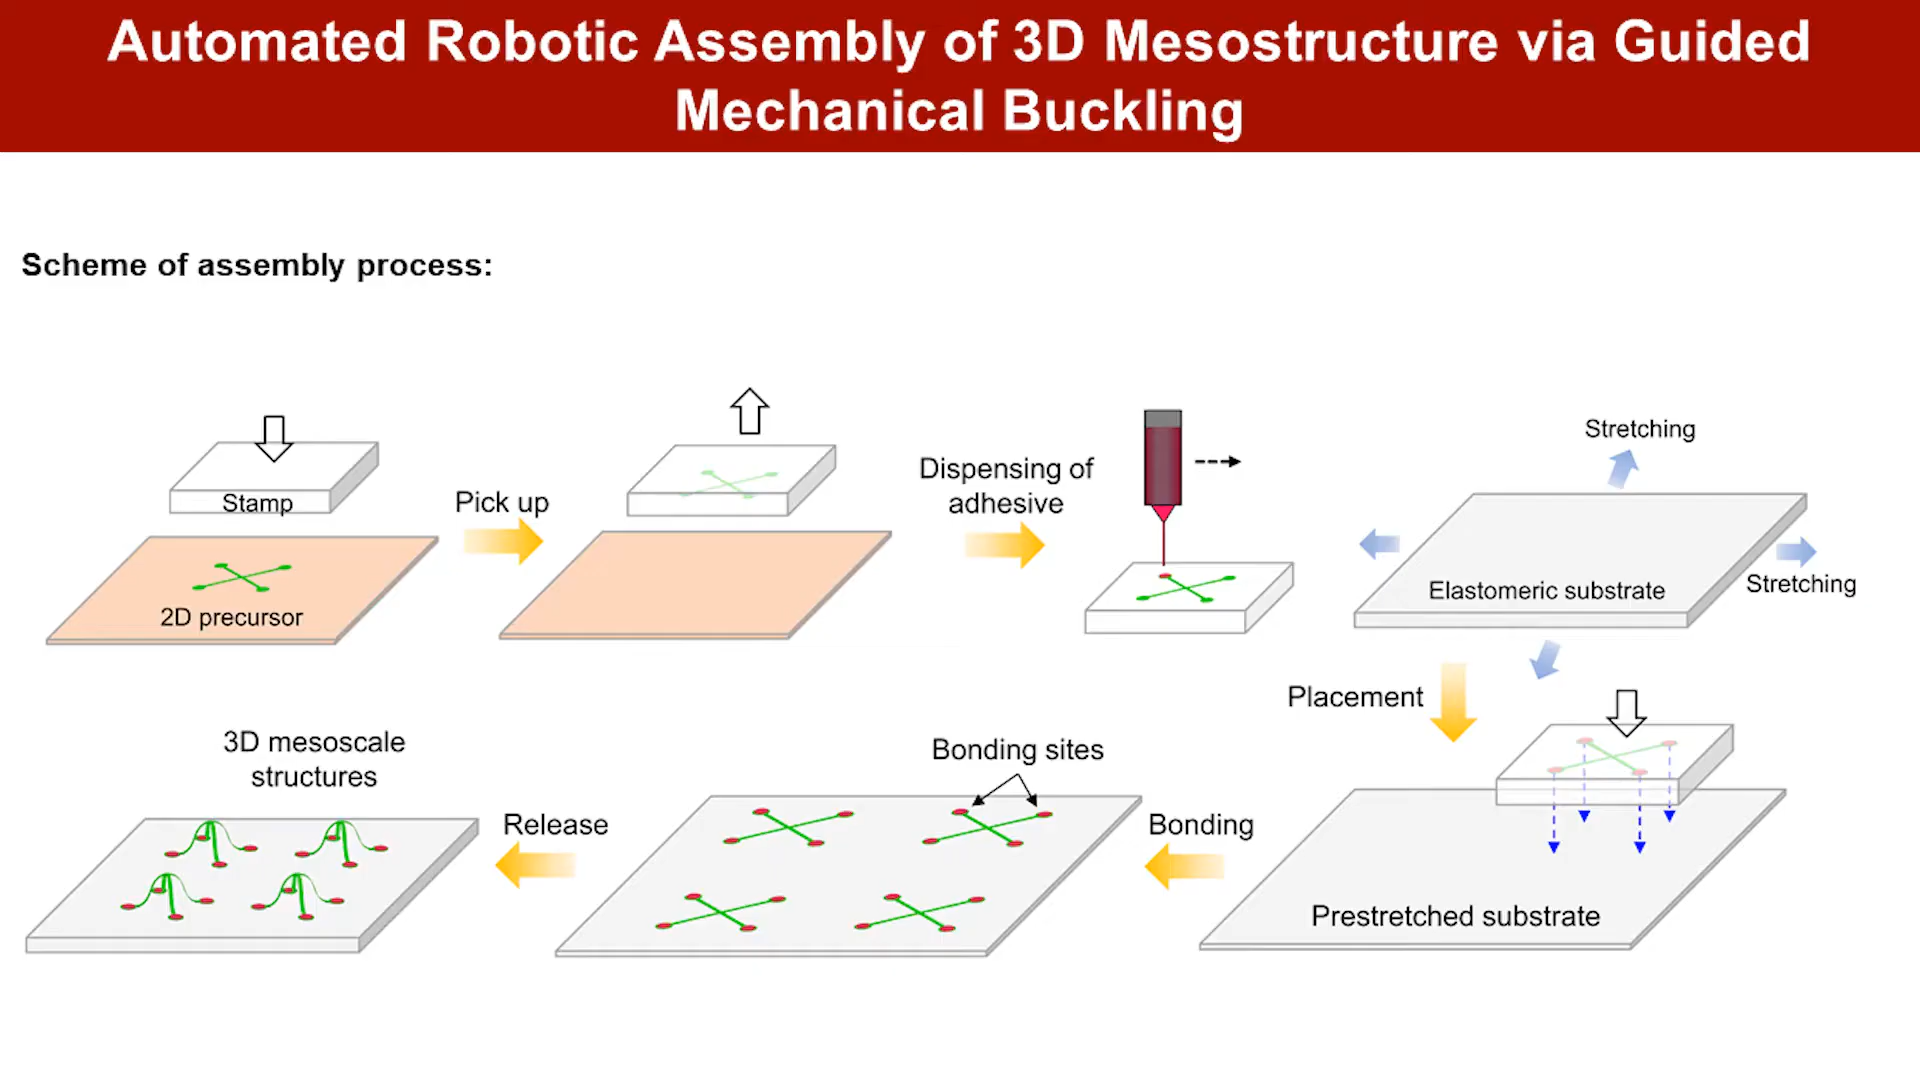 Automated Robotic Assembly of 3D Mesostructure via Guided
Mechanical Buckling
Scheme of assembly process:
Stamp
2D precursor
Pick up
Dispensing of
adhesive
Stretching
Elastomeric substrate
Stretching
Placement
Prestretched substrate
Bonding
Bonding sites
Release
3D mesoscale
structures